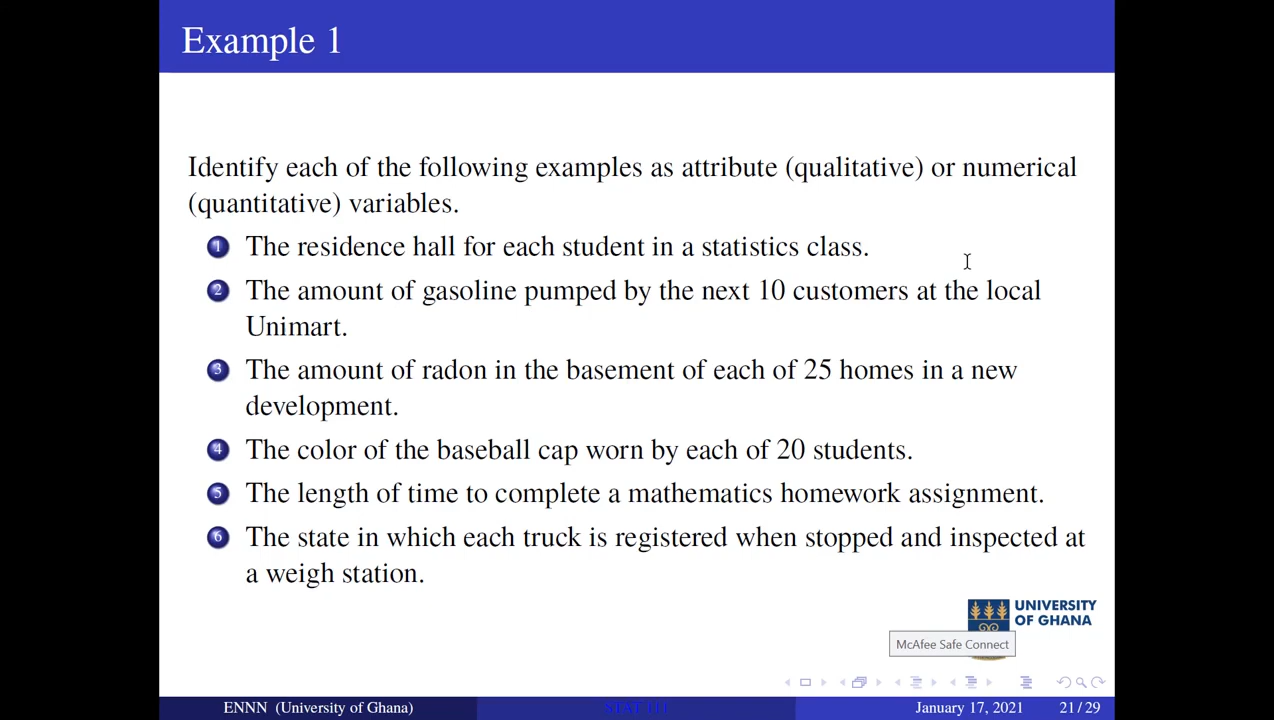 Example 1
Identify each of the following examples as attribute (qualitative) or numerical
(quantitative) variables.
1 The residence hall for each student in a statistics class.
2 The amount of gasoline pumped by the next 10 customers at the local
Unimart.
3 The amount of radon in the basement of each of 25 homes in a new
development.
4 The color of the baseball cap worn by each of 20 students.
5 The length of time to complete a mathematics homework assignment.
6 The state in which each truck is registered when stopped and inspected at
a weigh station.
UNIVERSITY
OF GHANA
McAfee Safe Connect
ENNN (University of Ghana) STAT 111 January 17, 2021 21 / 29